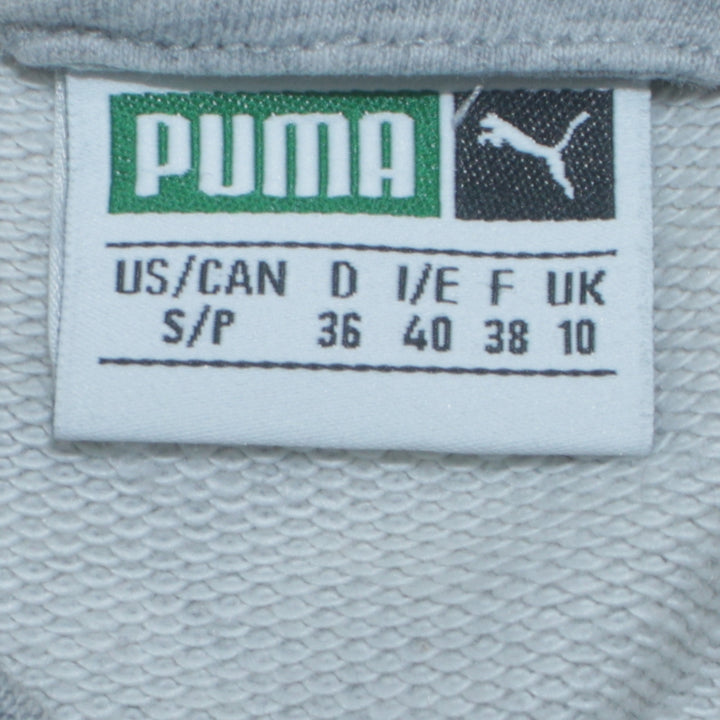 PUMA
US/CAN D I/E F UK
S/P 36 40 38 10